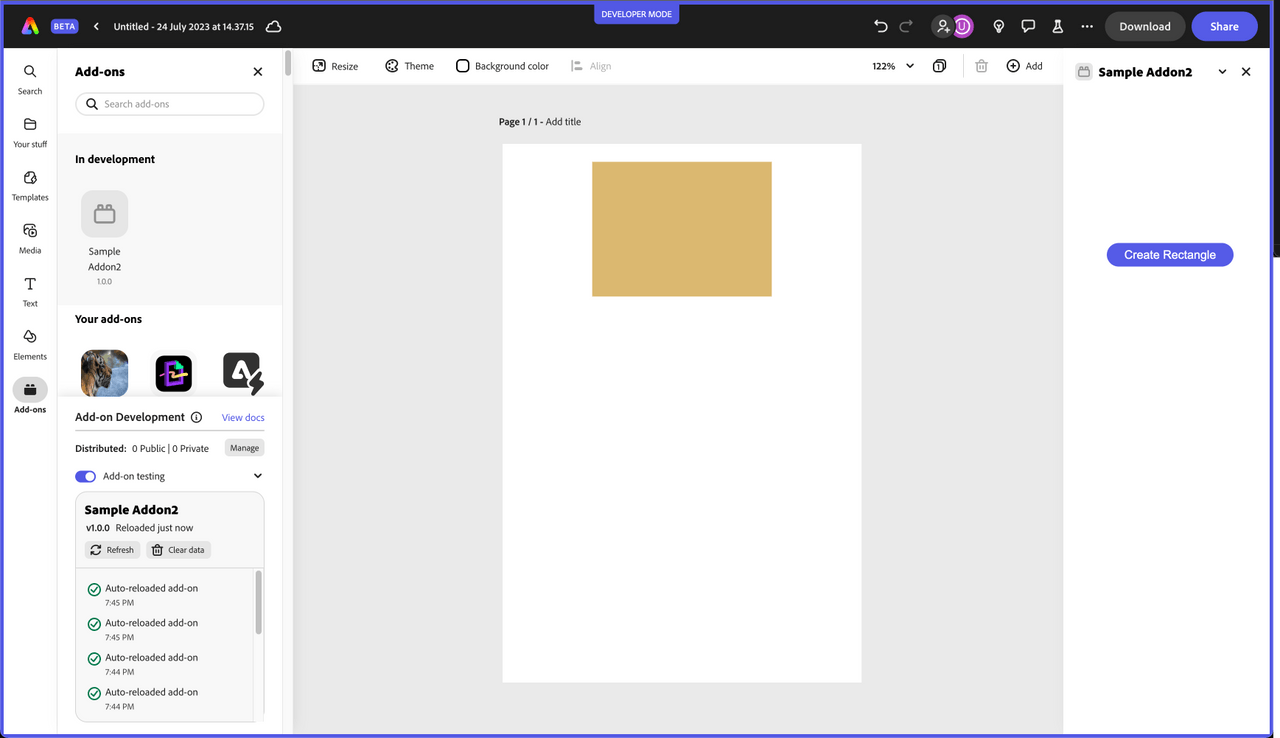 DEVELOPER MODE
BETA
Untitled - 24 July 2023 at 14.37.15
U
Download
Share
Search
Your stuff
Templates
Media
Text
Elements
Add-ons
Add-ons
Search add-ons
In development
Sample
Addon2
1.0.0
Your add-ons
Add-on Development
View docs
Distributed: 0 Public | 0 Private
Manage
Add-on testing
Sample Addon2
v1.0.0 Reloaded just now
Refresh
Clear data
Auto-reloaded add-on
7:45 PM
Auto-reloaded add-on
7:45 PM
Auto-reloaded add-on
7:44 PM
Auto-reloaded add-on
7:44 PM
Resize
Theme
Background color
Align
122%
1
Add
Page 1 / 1 - Add title
Sample Addon2
Create Rectangle